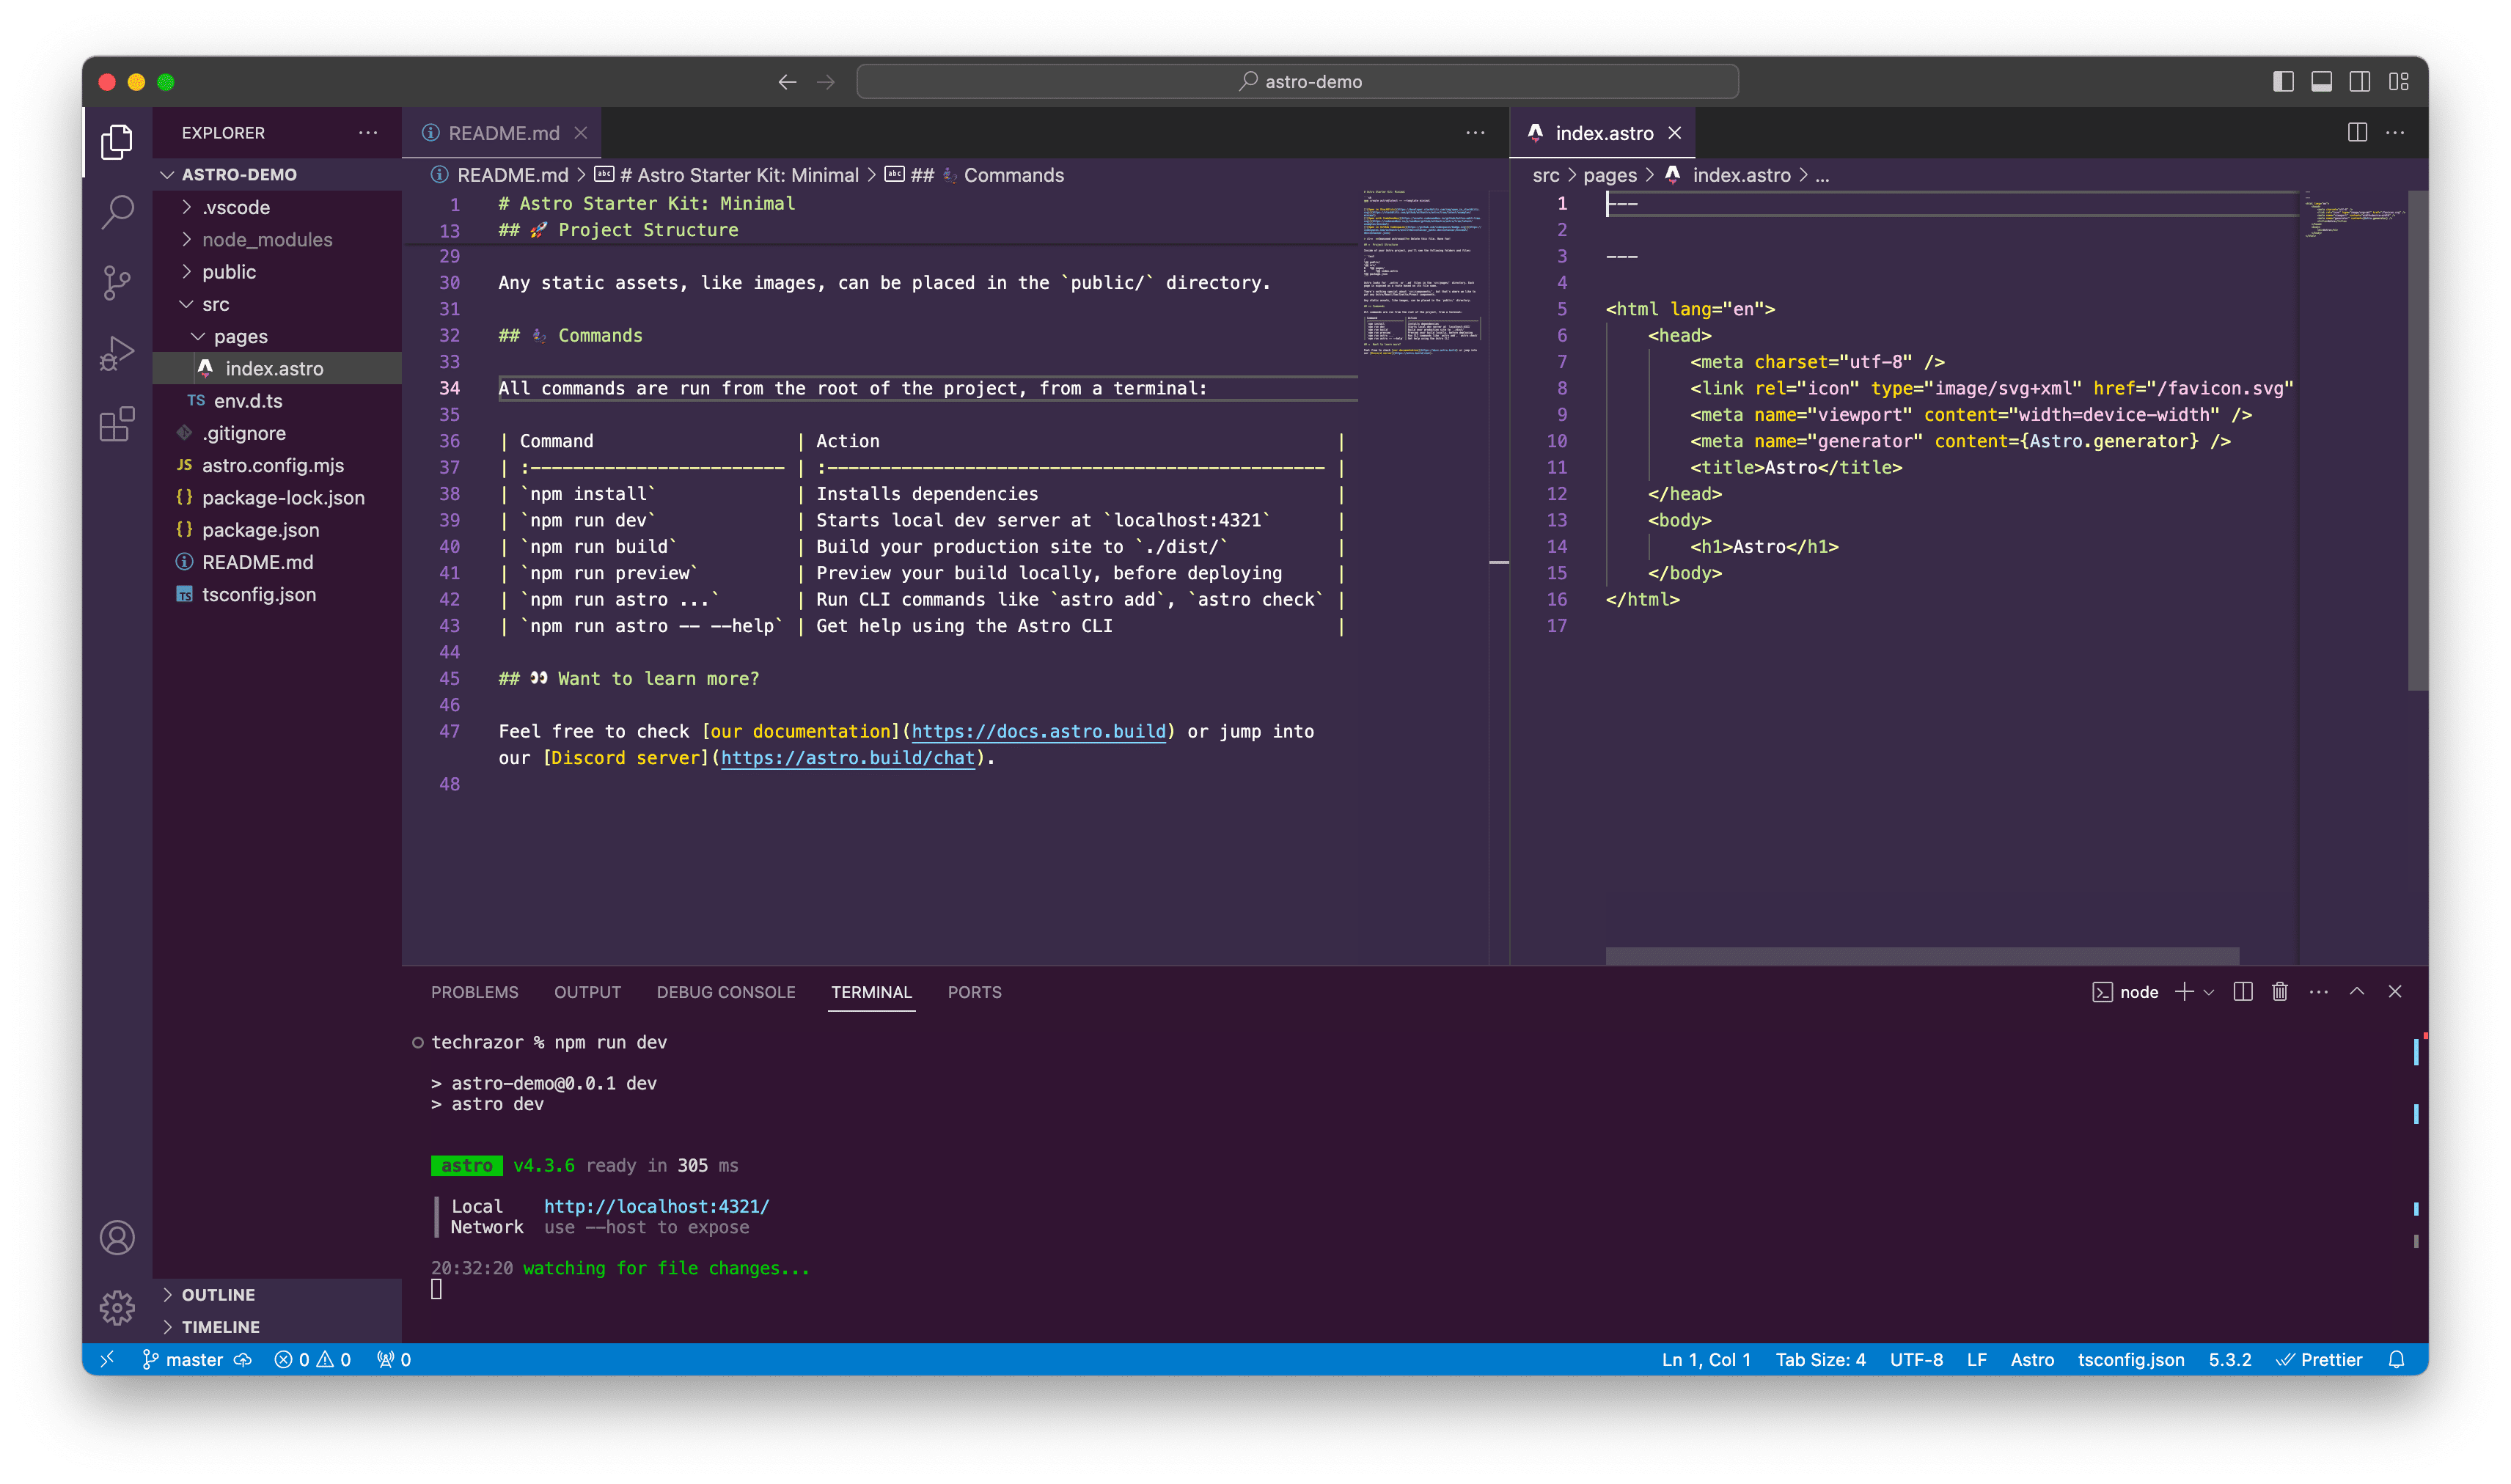 astro-demo
EXPLORER
ASTRO-DEMO
.vscode
node_modules
public
src
pages
index.astro
TS env.d.ts
.gitignore
JS astro.config.mjs
{} package-lock.json
{} package.json
README.md
TS tsconfig.json
OUTLINE
TIMELINE
README.md
README.md > # Astro Starter Kit: Minimal > ## 🧞 Commands
1 # Astro Starter Kit: Minimal
13 ## 🚀 Project Structure
29
30 Any static assets, like images, can be placed in the `public/` directory.
31
32 ## 🧞 Commands
33
34 All commands are run from the root of the project, from a terminal:
35
36 | Command                   | Action                                           |
37 | :------------------------ | :----------------------------------------------- |
38 | `npm install`             | Installs dependencies                            |
39 | `npm run dev`             | Starts local dev server at `localhost:4321`      |
40 | `npm run build`           | Build your production site to `./dist/`          |
41 | `npm run preview`         | Preview your build locally, before deploying     |
42 | `npm run astro ...`       | Run CLI commands like `astro add`, `astro check` |
43 | `npm run astro -- --help` | Get help using the Astro CLI                     |
44
45 ## 👀 Want to learn more?
46
47 Feel free to check [our documentation](https://docs.astro.build) or jump into
our [Discord server](https://astro.build/chat).
48
index.astro
src > pages > index.astro > ...
1 ---
2
3 ---
4
5 <html lang="en">
6 <head>
7 <meta charset="utf-8" />
8 <link rel="icon" type="image/svg+xml" href="/favicon.svg"
9 <meta name="viewport" content="width=device-width" />
10 <meta name="generator" content={Astro.generator} />
11 <title>Astro</title>
12 </head>
13 <body>
14 <h1>Astro</h1>
15 </body>
16 </html>
17
PROBLEMS OUTPUT DEBUG CONSOLE TERMINAL PORTS
node
techrazor % npm run dev
> astro-demo@0.0.1 dev
> astro dev
astro v4.3.6 ready in 305 ms
Local http://localhost:4321/
Network use --host to expose
20:32:20 watching for file changes...
master 0 0 0
Ln 1, Col 1 Tab Size: 4 UTF-8 LF Astro tsconfig.json 5.3.2 Prettier